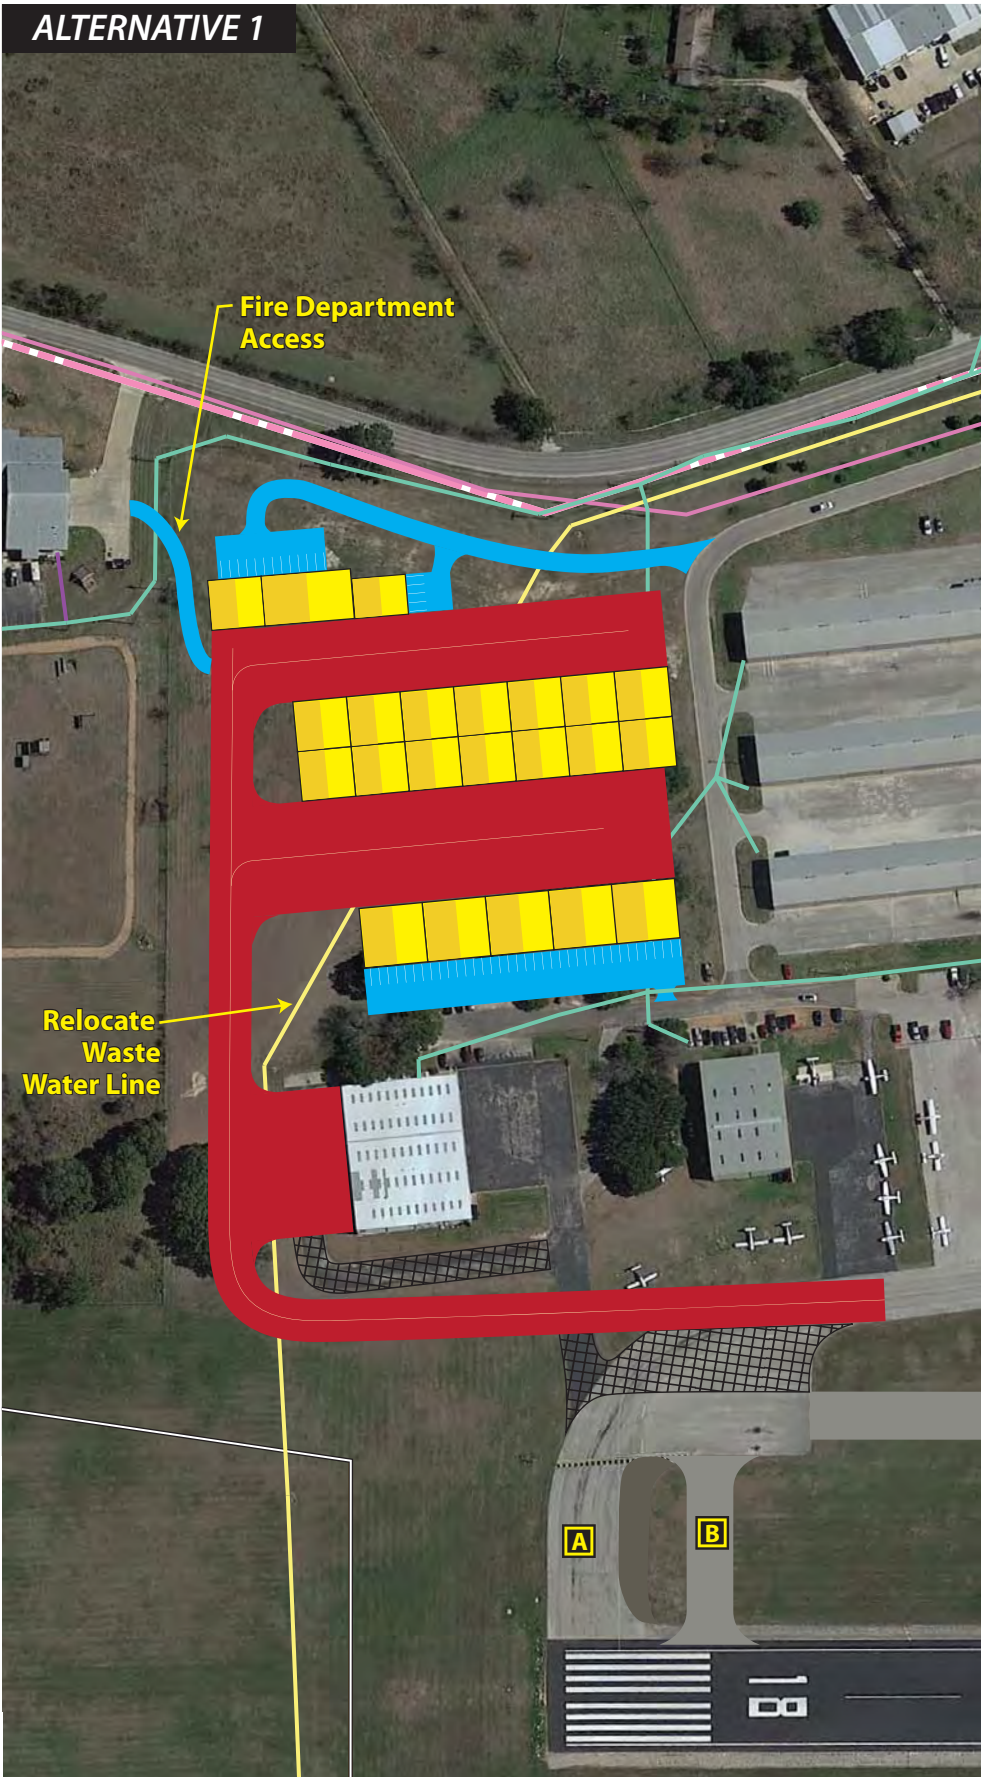 ALTERNATIVE 1
Fire Department
Access
Relocate
Waste
Water Line
A
B
18